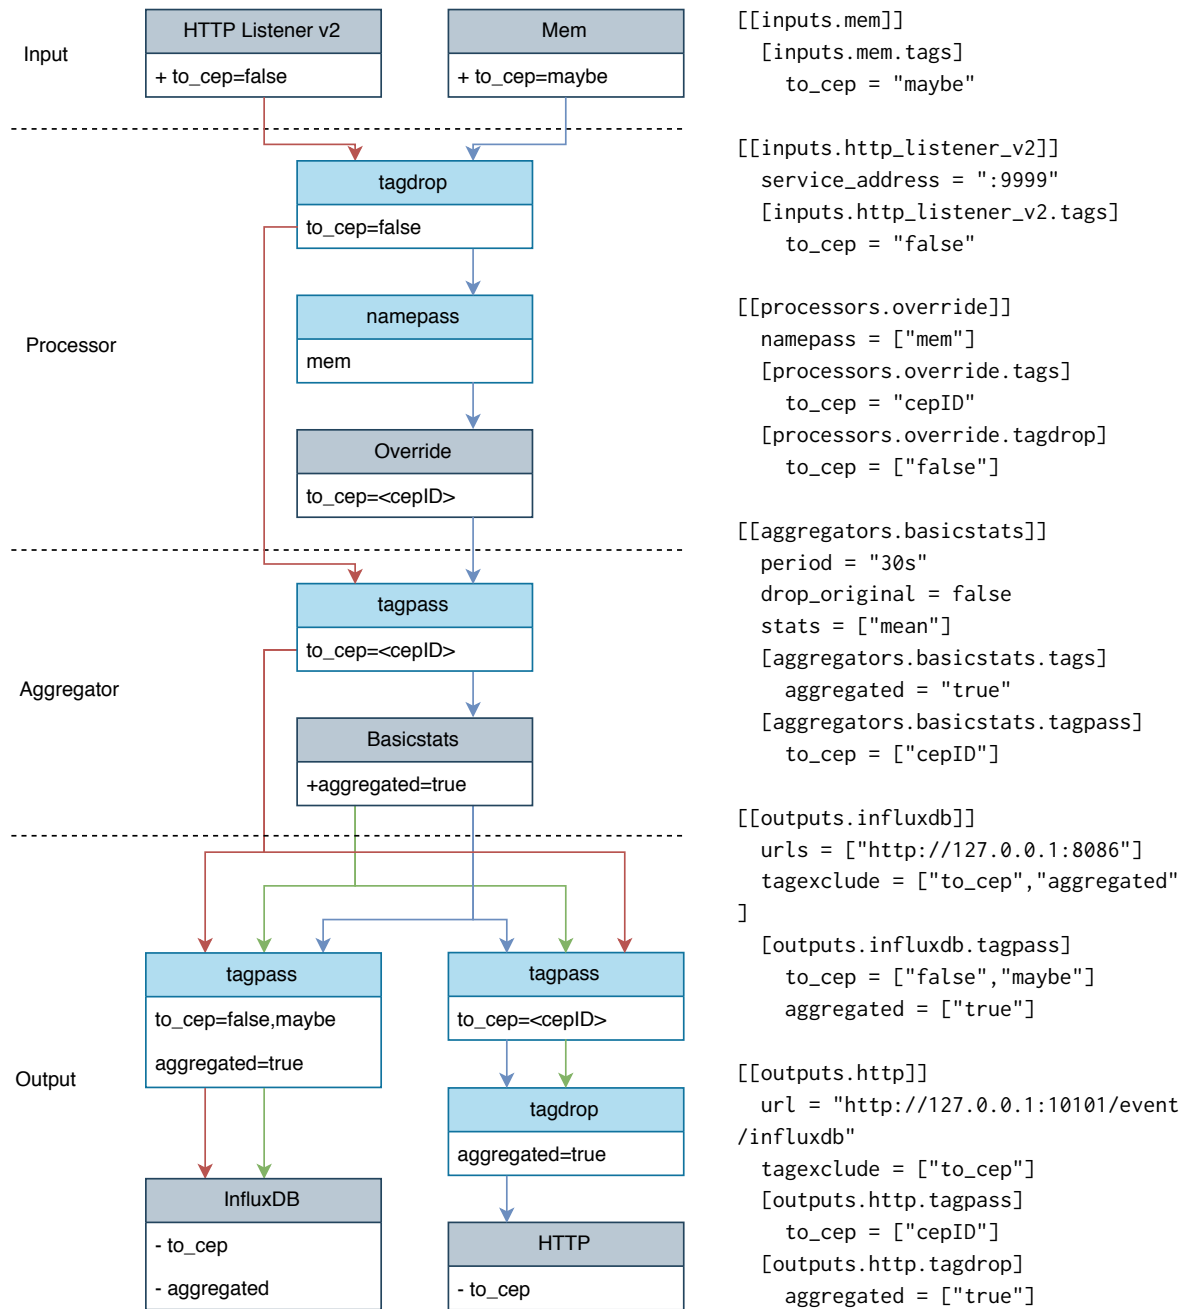 Input
HTTP Listener v2
+ to_cep=false
Mem
+ to_cep=maybe
Processor
tagdrop
to_cep=false
namepass
mem
Override
to_cep=<cepID>
Aggregator
tagpass
to_cep=<cepID>
Basicstats
+aggregated=true
Output
tagpass
to_cep=false,maybe
aggregated=true
tagpass
to_cep=<cepID>
tagdrop
aggregated=true
InfluxDB
- to_cep
- aggregated
HTTP
- to_cep
[[inputs.mem]]
[inputs.mem.tags]
to_cep = "maybe"
[[inputs.http_listener_v2]]
service_address = ":9999"
[inputs.http_listener_v2.tags]
to_cep = "false"
[[processors.override]]
namepass = ["mem"]
[processors.override.tags]
to_cep = "cepID"
[processors.override.tagdrop]
to_cep = ["false"]
[[aggregators.basicstats]]
period = "30s"
drop_original = false
stats = ["mean"]
[aggregators.basicstats.tags]
aggregated = "true"
[aggregators.basicstats.tagpass]
to_cep = ["cepID"]
[[outputs.influxdb]]
urls = ["http://127.0.0.1:8086"]
tagexclude = ["to_cep","aggregated"
]
[outputs.influxdb.tagpass]
to_cep = ["false","maybe"]
aggregated = ["true"]
[[outputs.http]]
url = "http://127.0.0.1:10101/event
/influxdb"
tagexclude = ["to_cep"]
[outputs.http.tagpass]
to_cep = ["cepID"]
[outputs.http.tagdrop]
aggregated = ["true"]